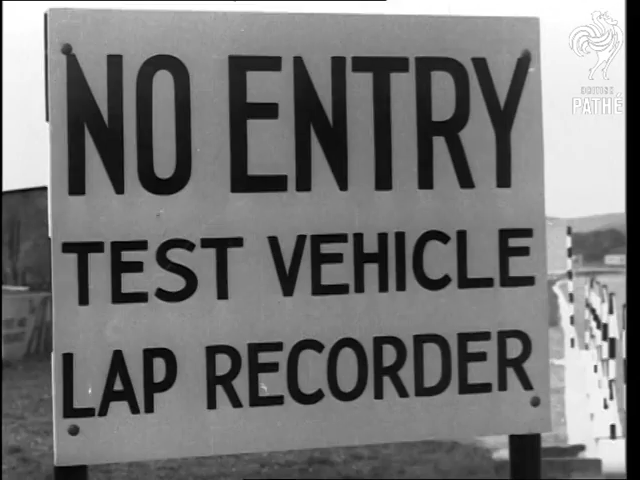 NO ENTRY
TEST VEHICLE
LAP RECORDER
BRITISH
PATHÉ